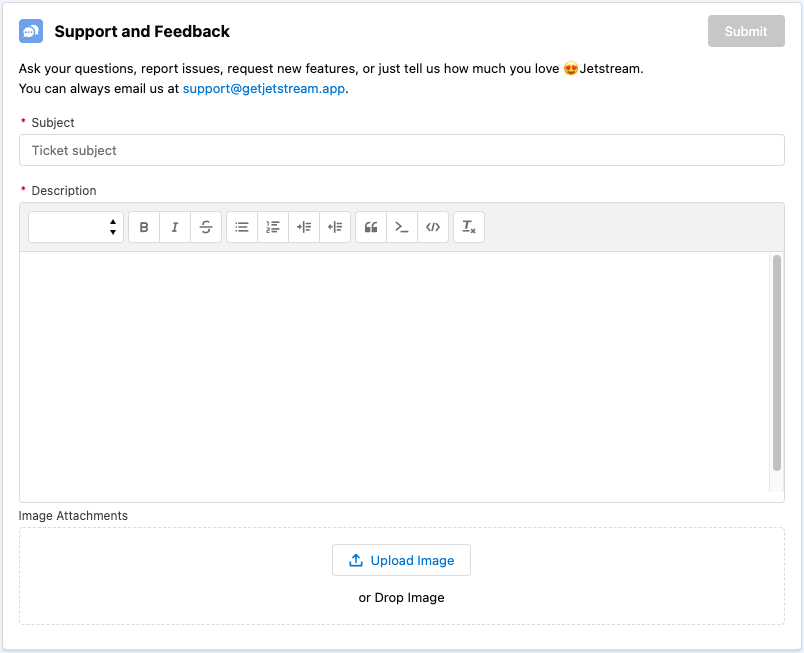 Support and Feedback
Submit
Ask your questions, report issues, request new features, or just tell us how much you love 😍Jetstream.
You can always email us at support@getjetstream.app.
* Subject
Ticket subject
* Description
Image Attachments
Upload Image
or Drop Image